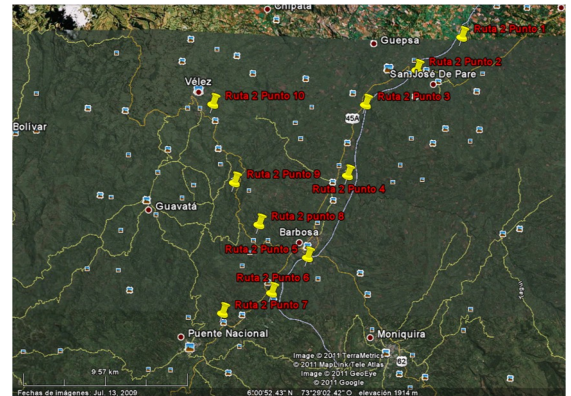 Chipatá
Guepsa
Ruta 2 Punto 1
Ruta 2 Punto 2
San José De Pare
Vélez
Ruta 2 Punto 10
Ruta 2 Punto 3
45A
Bolívar
Ruta 2 Punto 9
Ruta 2 Punto 4
Guavatá
Ruta 2 punto 8
Barbosa
Ruta 2 Punto 5
Ruta 2 Punto 6
Ruta 2 Punto 7
Puente Nacional
Moniquira
62
Image © 2011 TerraMetrics
Image © 2011 MapLink Tele Atlas
Image © 2011 GeoEye
© 2011 Google
9.57 km
Fechas de imágenes: Jul. 13, 2009
6°00'52.43" N 73°29'02.42" O elevación 1914 m